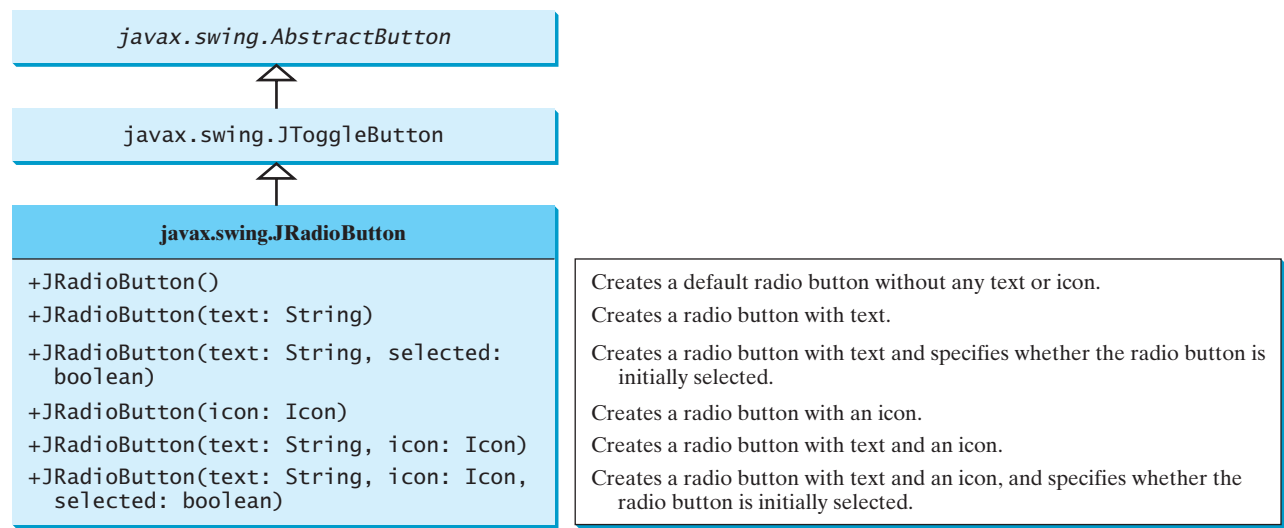 javax.swing.AbstractButton
javax.swing.JToggleButton
javax.swing.JRadioButton
+JRadioButton()
+JRadioButton(text: String)
+JRadioButton(text: String, selected:
boolean)
+JRadioButton(icon: Icon)
+JRadioButton(text: String, icon: Icon)
+JRadioButton(text: String, icon: Icon,
selected: boolean)
Creates a default radio button without any text or icon.
Creates a radio button with text.
Creates a radio button with text and specifies whether the radio button is
initially selected.
Creates a radio button with an icon.
Creates a radio button with text and an icon.
Creates a radio button with text and an icon, and specifies whether the
radio button is initially selected.